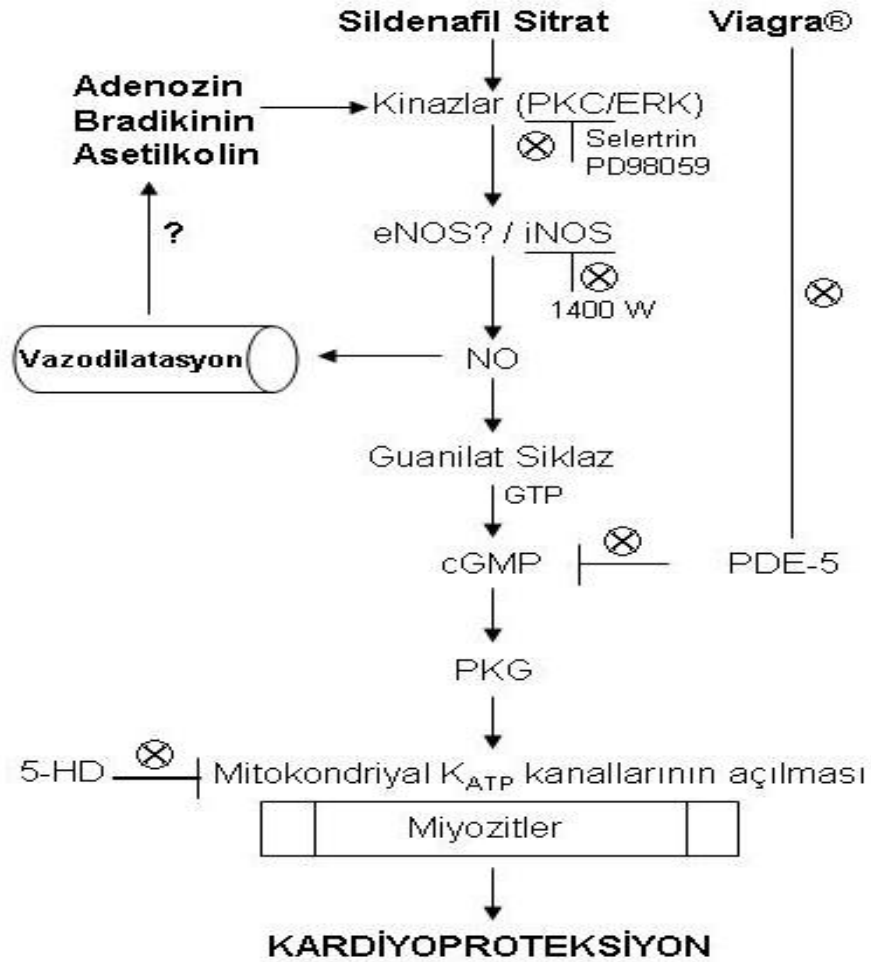 Sildenafil Sitrat
Viagra®
Adenozin
Bradikinin
Asetilkolin
Kinazlar (PKC/ERK)
Selertrin
PD98059
?
eNOS? / iNOS
1400 W
Vazodilatasyon
NO
Guanilat Siklaz
GTP
cGMP
PDE-5
PKG
5-HD
Mitokondriyal KATP kanallarının açılması
Miyozitler
KARDİYOPROTEKSİYON